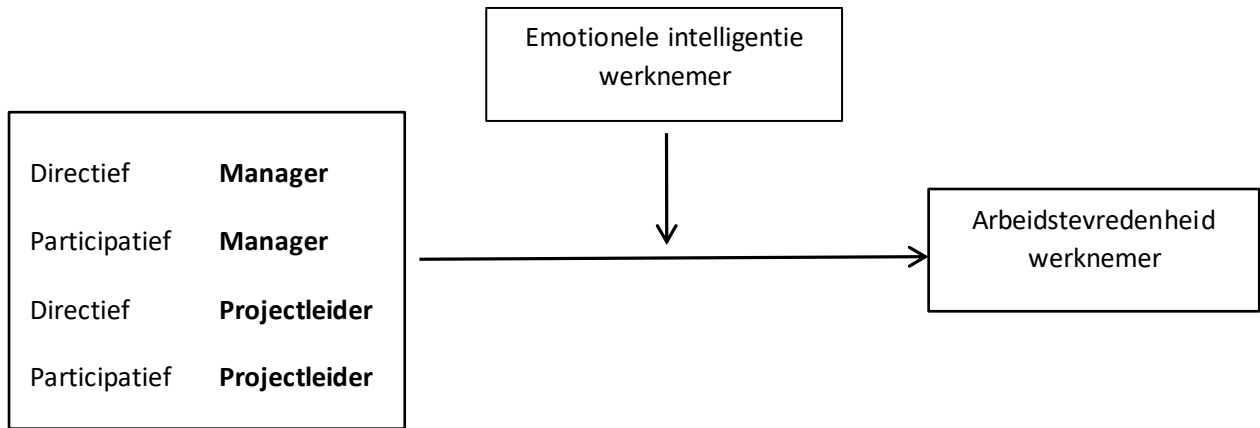 Emotionele intelligentie
werknemer
Directief Manager
Participatief Manager
Directief Projectleider
Participatief Projectleider
Arbeidstevredenheid
werknemer